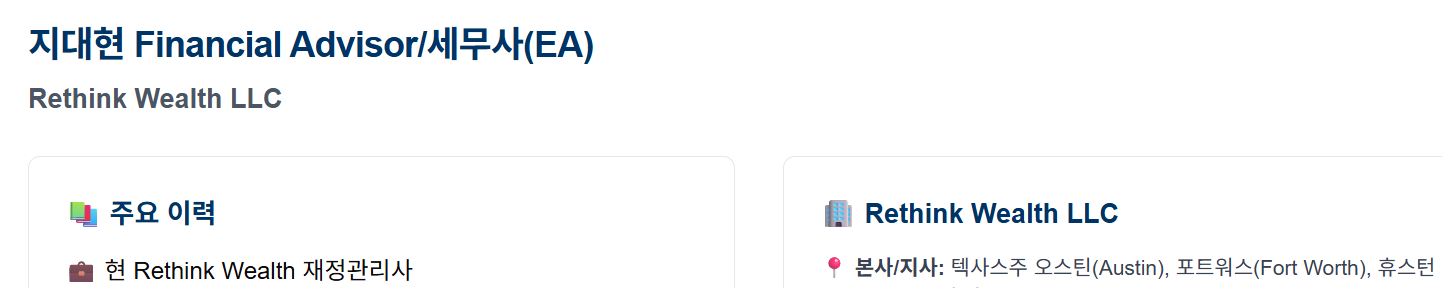 지대현 Financial Advisor/세무사(EA)
Rethink Wealth LLC
주요 이력
현 Rethink Wealth 재정관리사
Rethink Wealth LLC
본사/지사: 텍사스주 오스틴(Austin), 포트워스(Fort Worth), 휴스턴